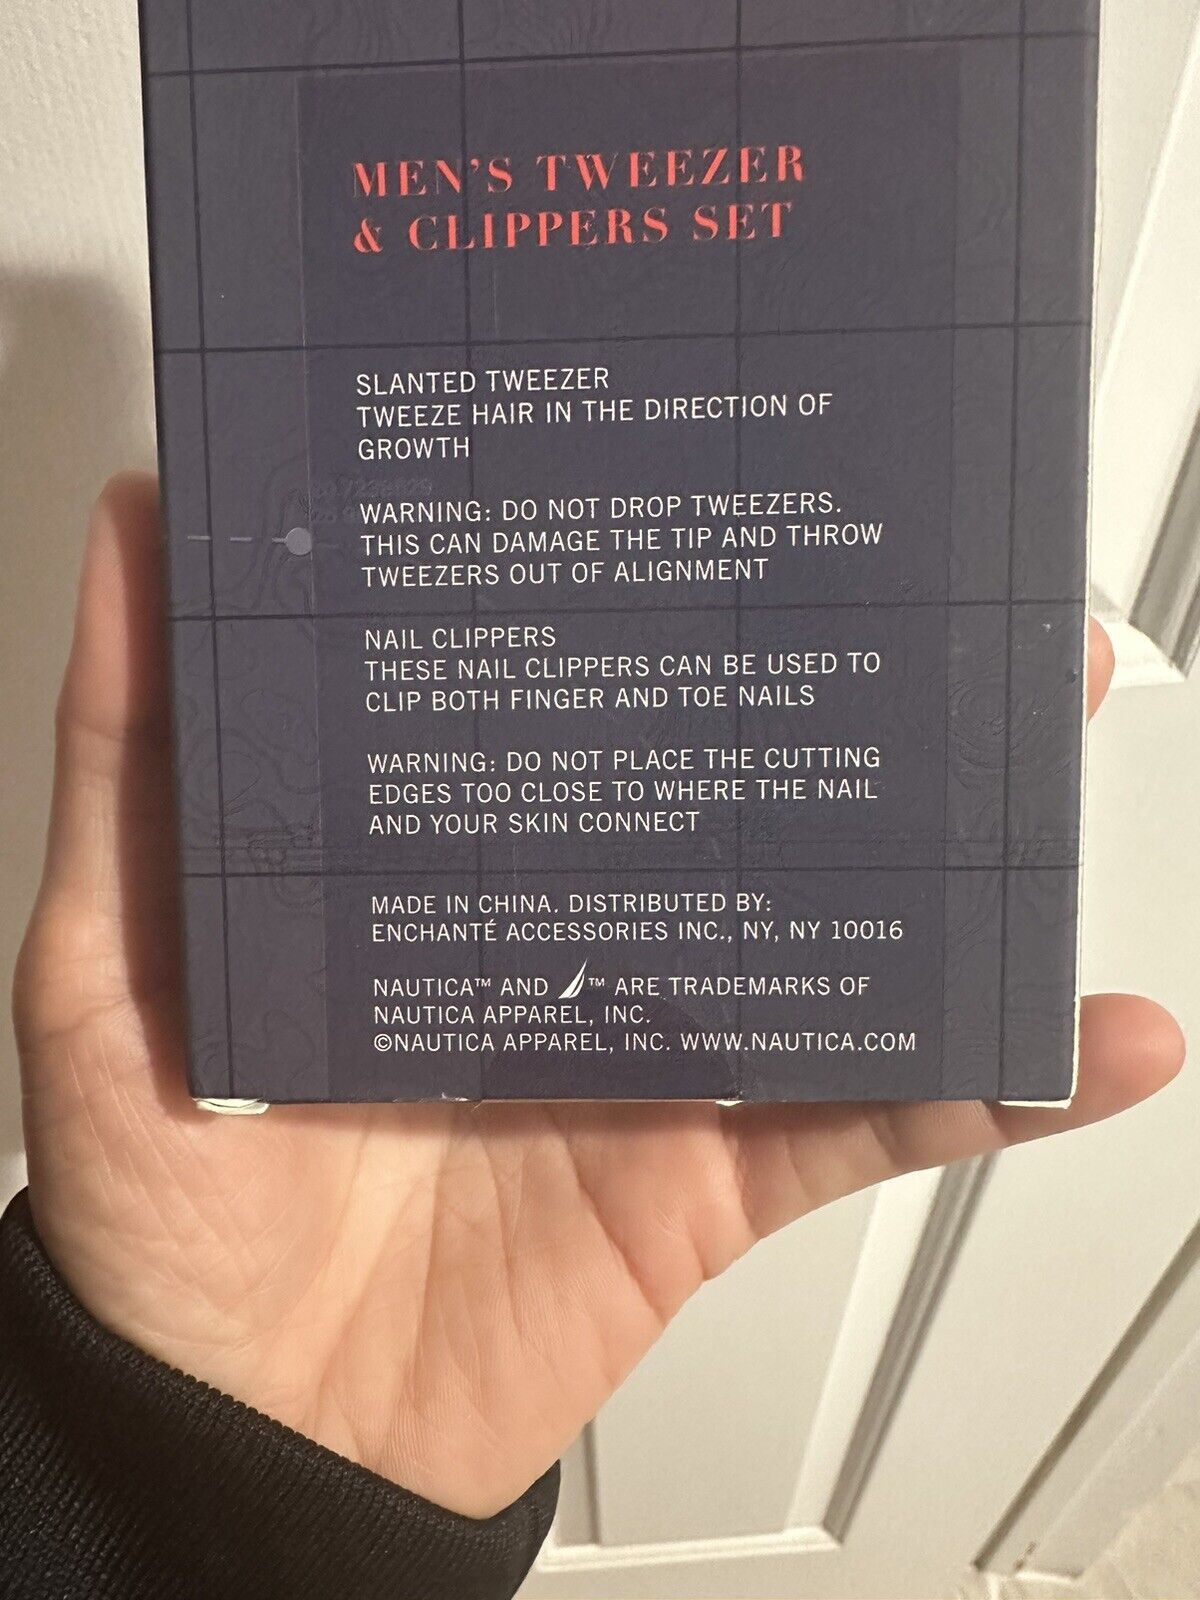 MEN'S TWEEZER
& CLIPPERS SET
SLANTED TWEEZER
TWEEZE HAIR IN THE DIRECTION OF
GROWTH
WARNING: DO NOT DROP TWEEZERS.
THIS CAN DAMAGE THE TIP AND THROW
TWEEZERS OUT OF ALIGNMENT
NAIL CLIPPERS
THESE NAIL CLIPPERS CAN BE USED TO
CLIP BOTH FINGER AND TOE NAILS
WARNING: DO NOT PLACE THE CUTTING
EDGES TOO CLOSE TO WHERE THE NAIL
AND YOUR SKIN CONNECT
MADE IN CHINA. DISTRIBUTED BY:
ENCHANTÉ ACCESSORIES INC., NY, NY 10016
NAUTICA™ AND ™ ARE TRADEMARKS OF
NAUTICA APPAREL, INC.
©NAUTICA APPAREL, INC. WWW.NAUTICA.COM